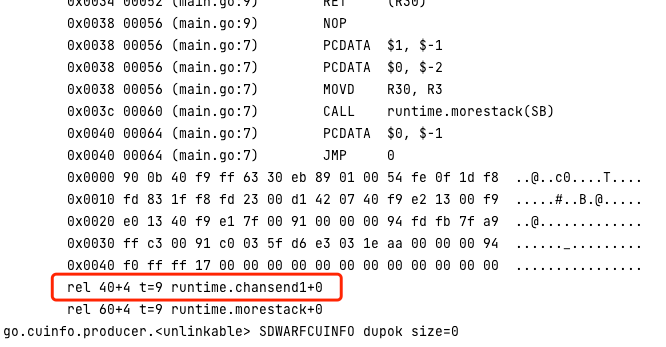 0x0034 00052 (main.go:9) RET (R30)
0x0038 00056 (main.go:9) NOP
0x0038 00056 (main.go:7) PCDATA $1, $-1
0x0038 00056 (main.go:7) PCDATA $0, $-2
0x0038 00056 (main.go:7) MOVD R30, R3
0x003c 00060 (main.go:7) CALL runtime.morestack(SB)
0x0040 00064 (main.go:7) PCDATA $0, $-1
0x0040 00064 (main.go:7) JMP 0
0x0000 90 0b 40 f9 ff 63 30 eb 89 01 00 54 fe 0f 1d f8 ..@..c0....T....
0x0010 fd 83 1f f8 fd 23 00 d1 42 07 40 f9 e2 13 00 f9 .....#..B.@.....
0x0020 e0 13 40 f9 e1 7f 00 91 00 00 00 94 fd fb 7f a9 ..@.............
0x0030 ff c3 00 91 c0 03 5f d6 e3 03 1e aa 00 00 00 94 ......_.........
0x0040 f0 ff ff 17 00 00 00 00 00 00 00 00 00 00 00 00 ................
rel 40+4 t=9 runtime.chansend1+0
rel 60+4 t=9 runtime.morestack+0
go.cuinfo.producer.<unlinkable> SDWARFCUINFO dupok size=0